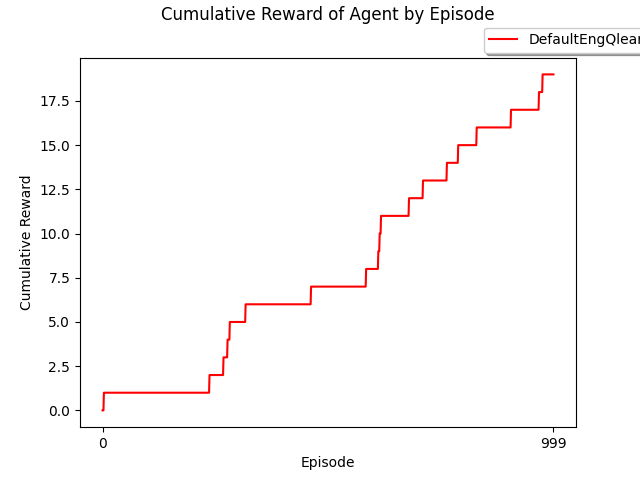 Cumulative Reward of Agent by Episode
DefaultEngQlear
17.5
15.0
12.5
10.0
7.5
5.0
2.5
0.0
Cumulative Reward
0
999
Episode